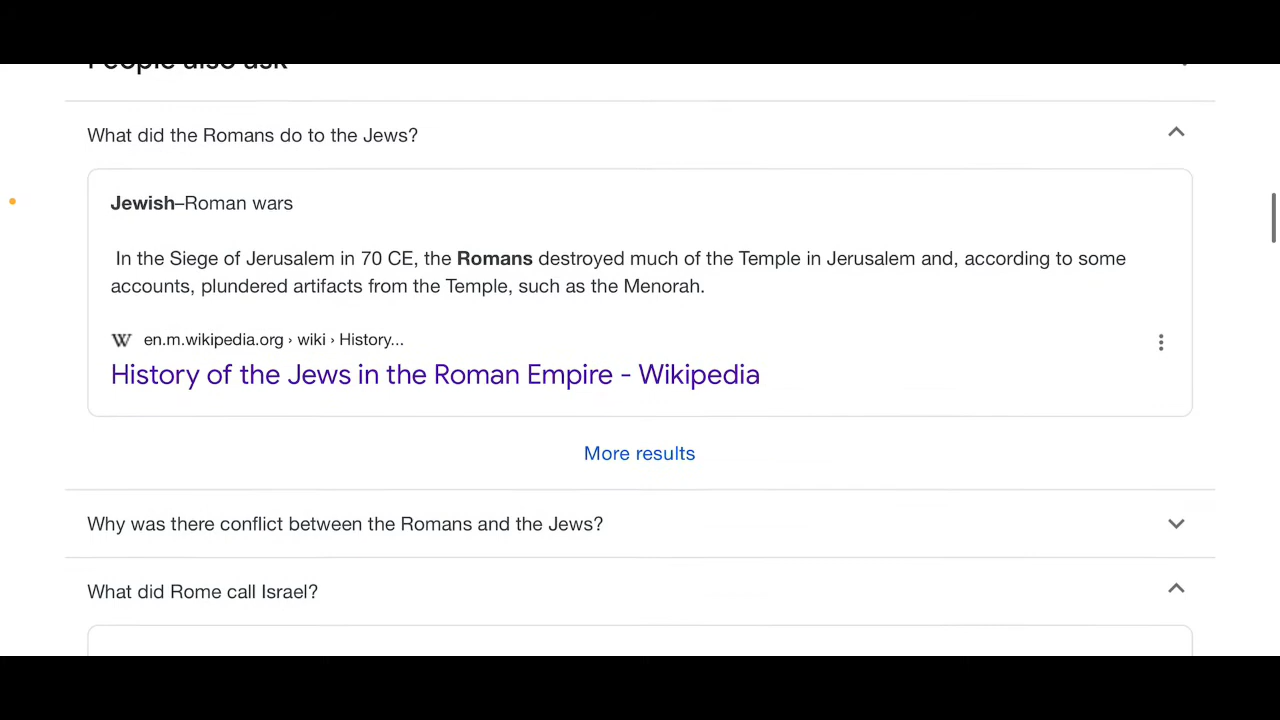 People also ask
What did the Romans do to the Jews?
Jewish–Roman wars
In the Siege of Jerusalem in 70 CE, the Romans destroyed much of the Temple in Jerusalem and, according to some
accounts, plundered artifacts from the Temple, such as the Menorah.
W en.m.wikipedia.org › wiki › History...
History of the Jews in the Roman Empire - Wikipedia
More results
Why was there conflict between the Romans and the Jews?
What did Rome call Israel?